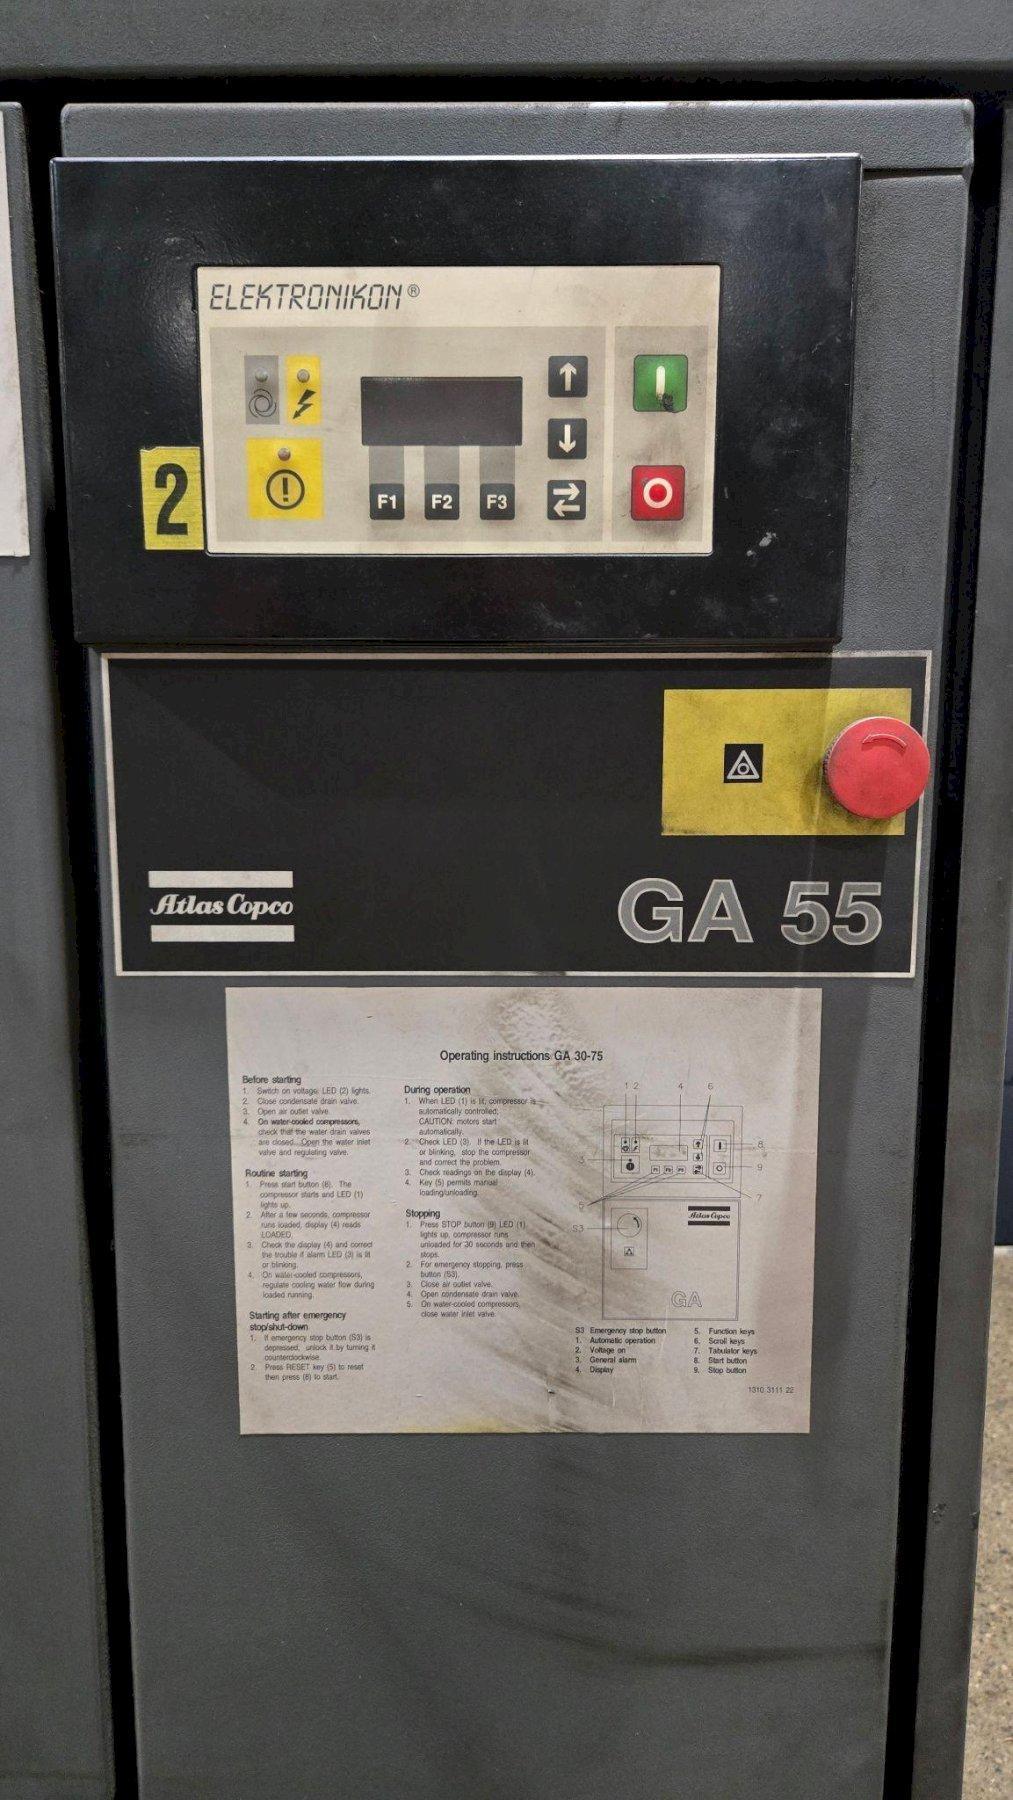 ELEKTRONIKON®
2
F1 F2 F3
Atlas Copco
GA 55
Operating instructions GA 30-75
Before starting
1. Switch on voltage; LED (2) lights.
2. Close condensate drain valve.
3. Open air outlet valve.
4. On water-cooled compressors,
check that the water drain valves
are closed. Open the water inlet
valve and regulating valve.
Routine starting
1. Press start button (8). The
compressor starts and LED (1)
lights up.
2. After a few seconds, compressor
runs loaded, display (4) reads
LOADED.
3. Check the display (4) and correct
the trouble if alarm LED (3) is lit
or blinking.
4. On water-cooled compressors,
regulate cooling water flow during
loaded running.
Starting after emergency
stop/shut-down
1. If emergency stop button (S3) is
depressed, unlock it by turning it
counterclockwise.
2. Press RESET key (5) to reset
then press (8) to start.
During operation
1. When LED (1) is lit, compressor is
automatically controlled;
CAUTION: motors start
automatically.
2. Check LED (3). If the LED is lit
or blinking, stop the compressor
and correct the problem.
3. Check readings on the display (4).
4. Key (5) permits manual
loading/unloading.
Stopping
1. Press STOP button (9) LED (1)
lights up, compressor runs
unloaded for 30 seconds and then
stops.
2. For emergency stopping, press
button (S3).
3. Close air outlet valve.
4. Open condensate drain valve.
5. On water-cooled compressors,
close water inlet valve.
1 2 4 6
8
3
9
F1 F2 F3
5
7
S3
Atlas Copco
GA
S3 Emergency stop button
1. Automatic operation
2. Voltage on
3. General alarm
4. Display
5. Function keys
6. Scroll keys
7. Tabulator keys
8. Start button
9. Stop button
1310 3111 22